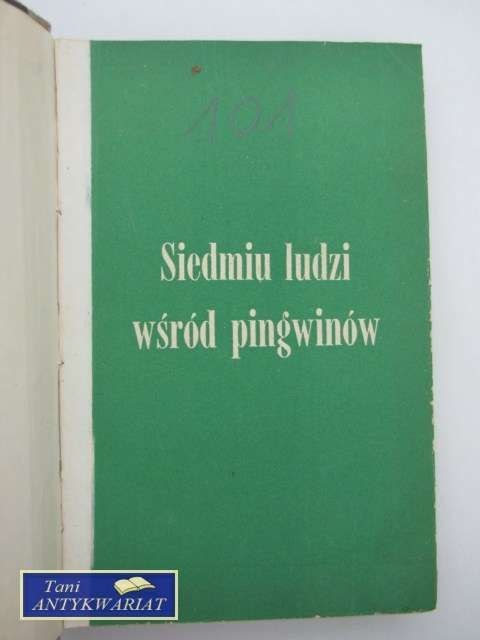 101
Siedmiu ludzi
wśród pingwinów
Tani
ANTYKWARIAT